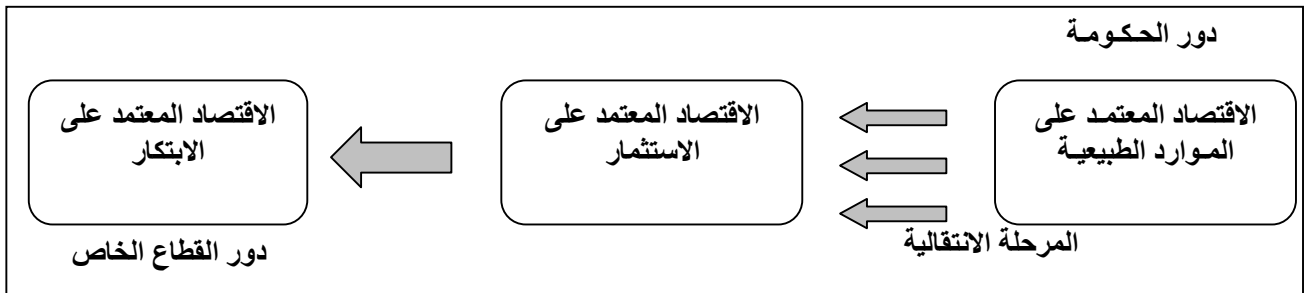 دور الحكومة
الاقتصاد المعتمد على
الموارد الطبيعية
الاقتصاد المعتمد على
الاستثمار
الاقتصاد المعتمد على
الابتكار
المرحلة الانتقالية
دور القطاع الخاص